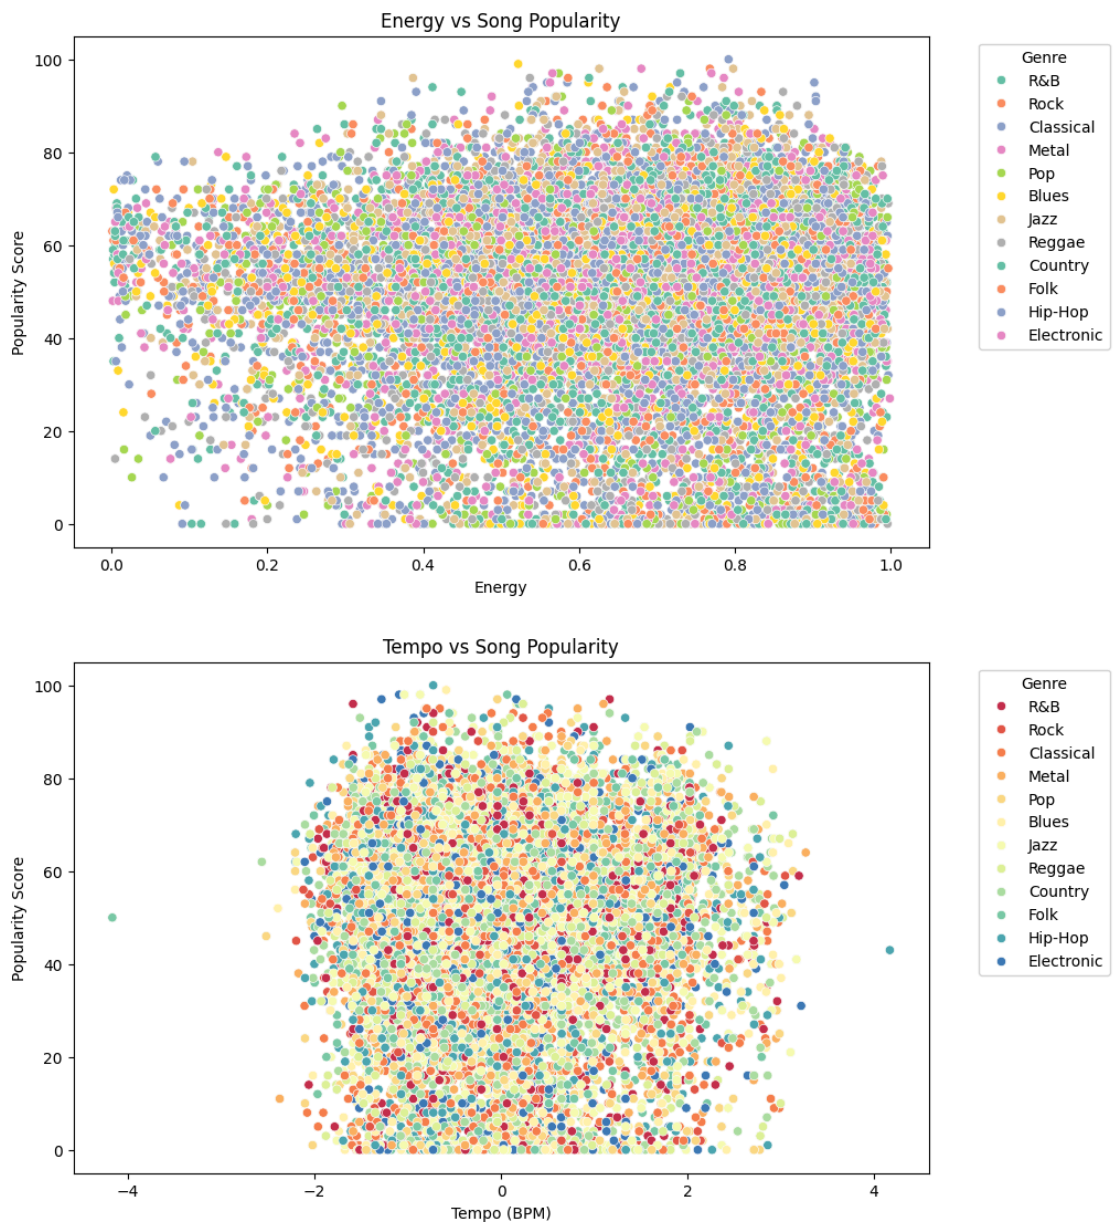 Energy vs Song Popularity
Popularity Score
100
80
60
40
20
0
0.0 0.2 0.4 0.6 0.8 1.0
Energy
Genre
R&B
Rock
Classical
Metal
Pop
Blues
Jazz
Reggae
Country
Folk
Hip-Hop
Electronic
Tempo vs Song Popularity
Popularity Score
100
80
60
40
20
0
−4 −2 0 2 4
Tempo (BPM)
Genre
R&B
Rock
Classical
Metal
Pop
Blues
Jazz
Reggae
Country
Folk
Hip-Hop
Electronic